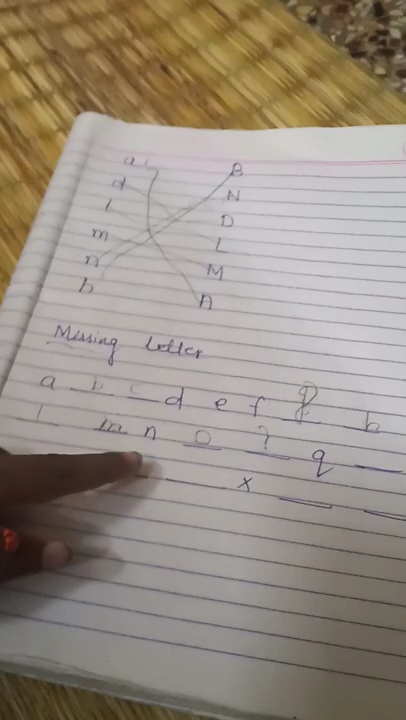 a B
d N
l D
m L
n M
b A
Missing letter
a b c d e f g b
l m n o ? q
x